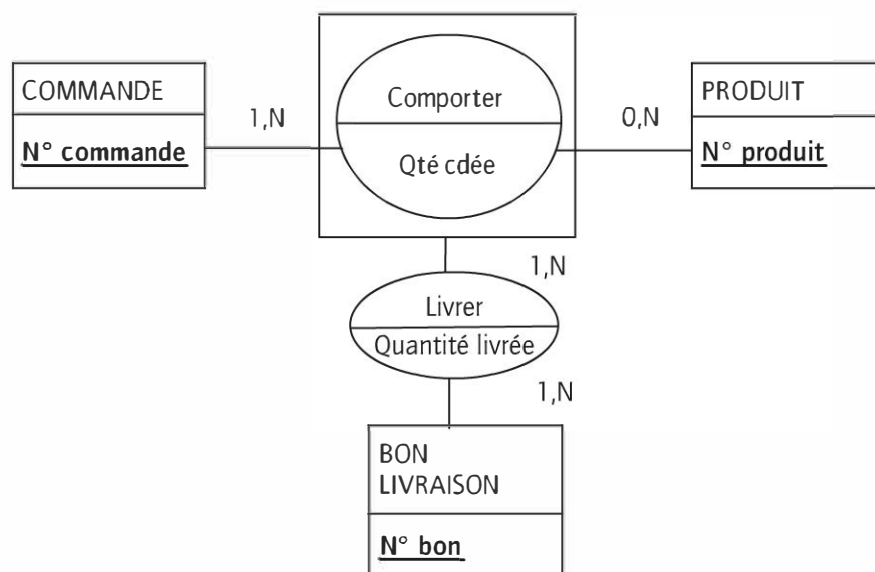 COMMANDE
N° commande
1,N
Comporter
Qté cdée
0,N
PRODUIT
N° produit
1,N
Livrer
Quantité livrée
1,N
BON
LIVRAISON
N° bon